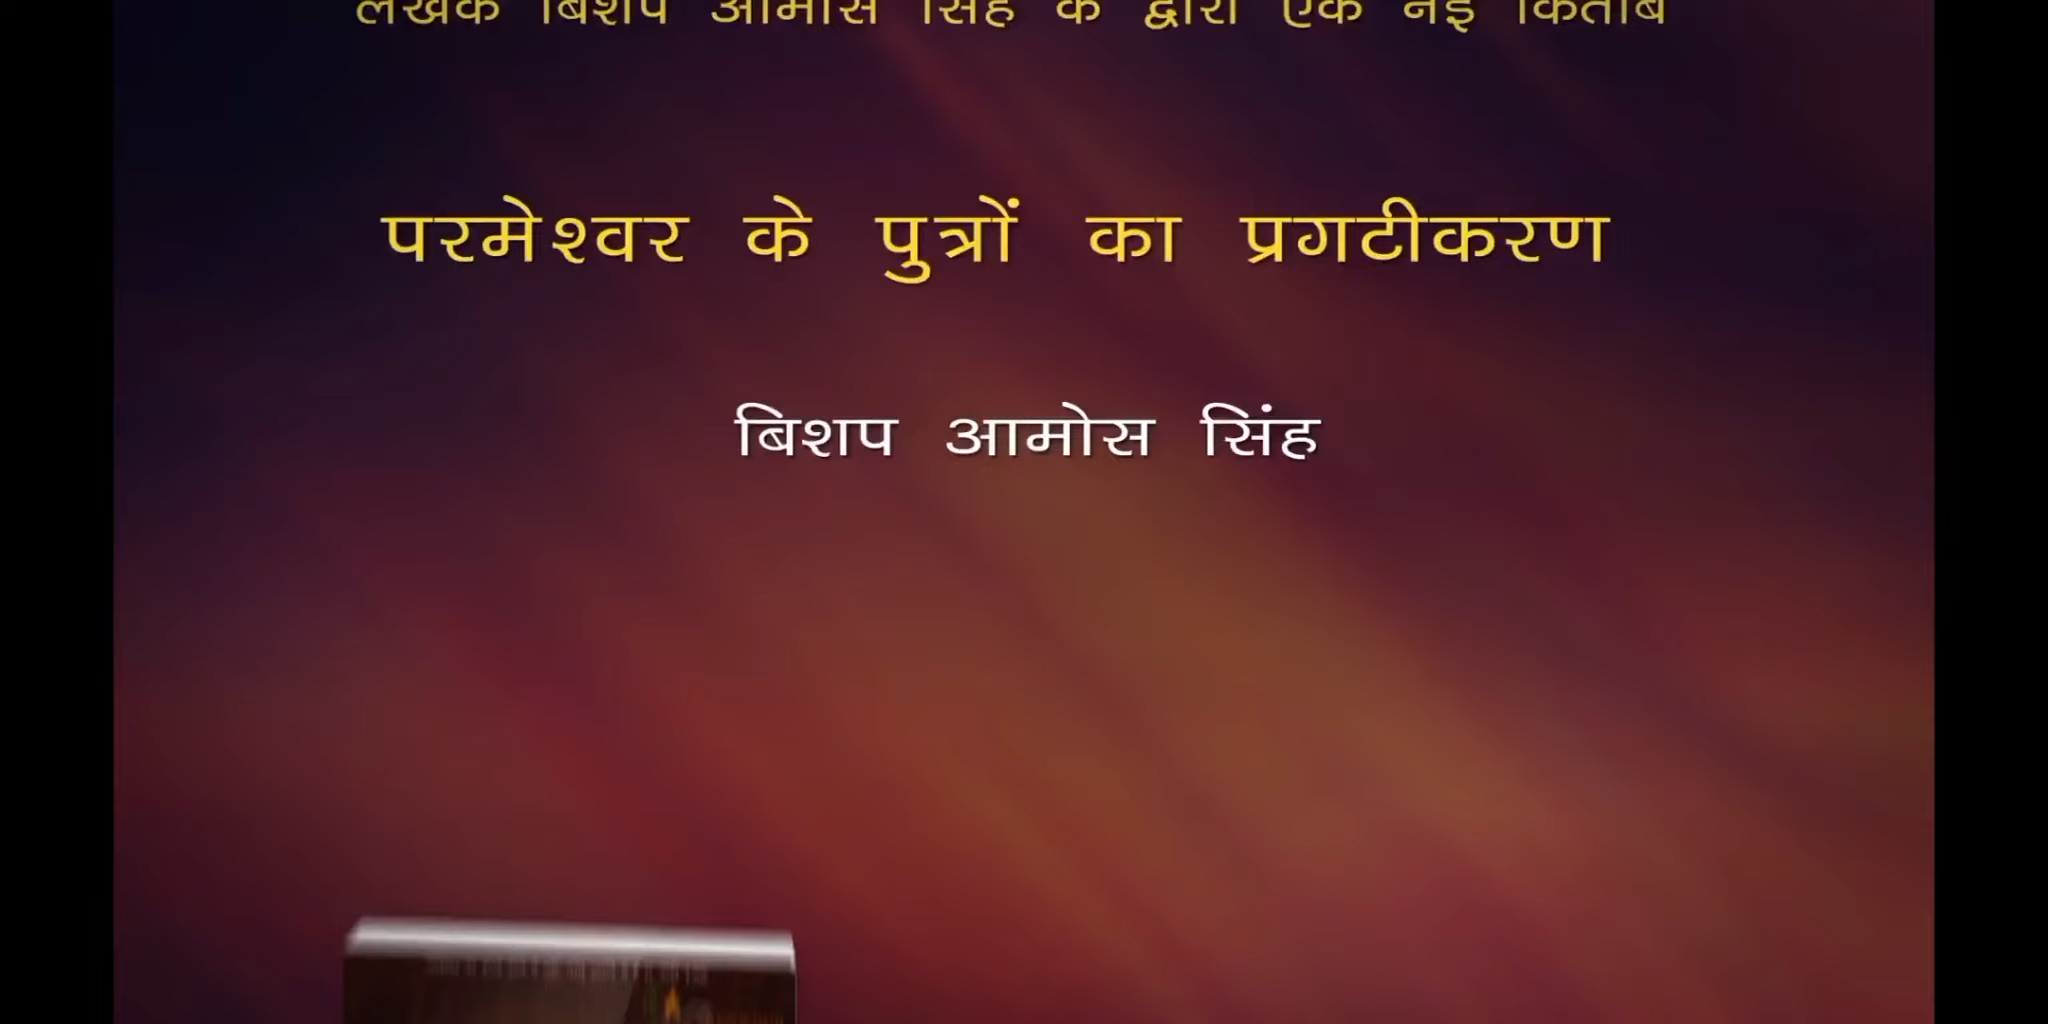 लेखक बिशप आमोस सिंह के द्वारा एक नई किताब
परमेश्वर के पुत्रों का प्रगटीकरण
बिशप आमोस सिंह